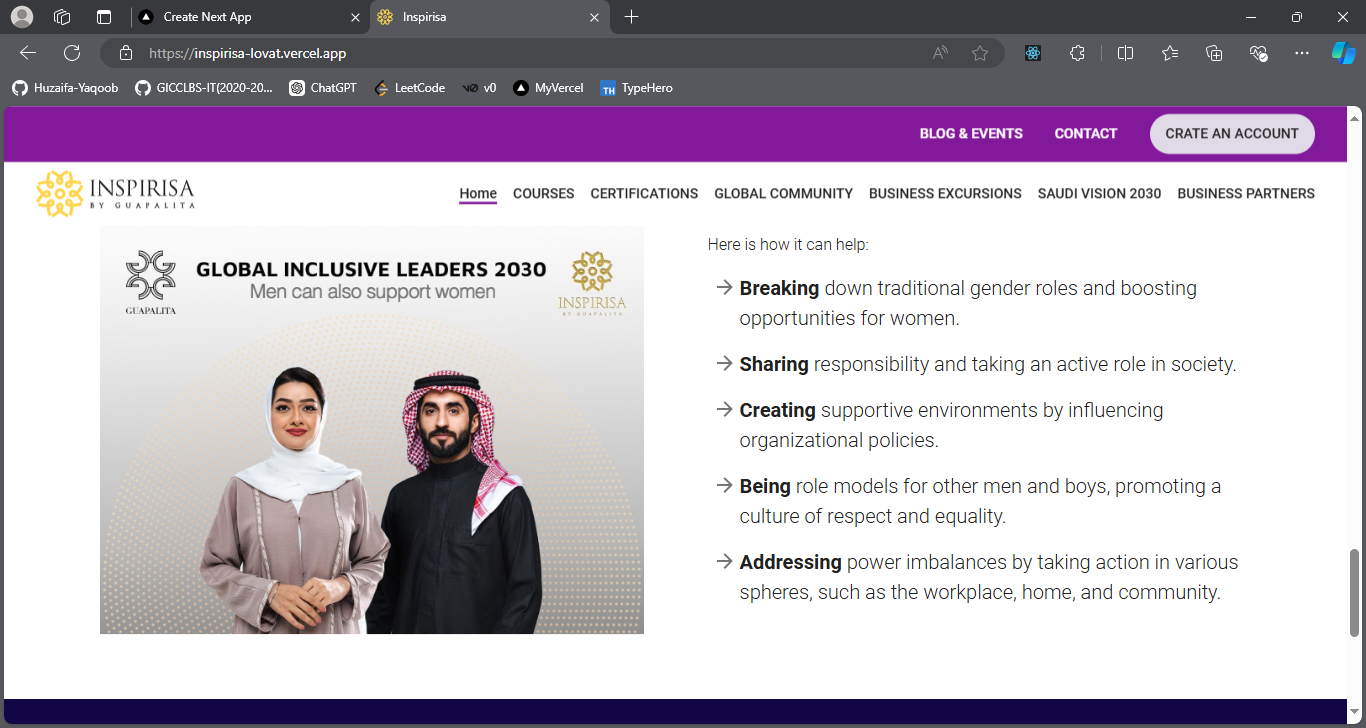 Create Next App
Inspirisa
https://inspirisa-lovat.vercel.app
Huzaifa-Yaqoob
GICCLBS-IT(2020-20...
ChatGPT
LeetCode
v0
MyVercel
TH
TypeHero
BLOG & EVENTS
CONTACT
CRATE AN ACCOUNT
INSPIRISA
BY GUAPALITA
Home
COURSES
CERTIFICATIONS
GLOBAL COMMUNITY
BUSINESS EXCURSIONS
SAUDI VISION 2030
BUSINESS PARTNERS
GUAPALITA
GLOBAL INCLUSIVE LEADERS 2030
Men can also support women
INSPIRISA
BY GUAPALITA
Here is how it can help:
Breaking down traditional gender roles and boosting
opportunities for women.
Sharing responsibility and taking an active role in society.
Creating supportive environments by influencing
organizational policies.
Being role models for other men and boys, promoting a
culture of respect and equality.
Addressing power imbalances by taking action in various
spheres, such as the workplace, home, and community.